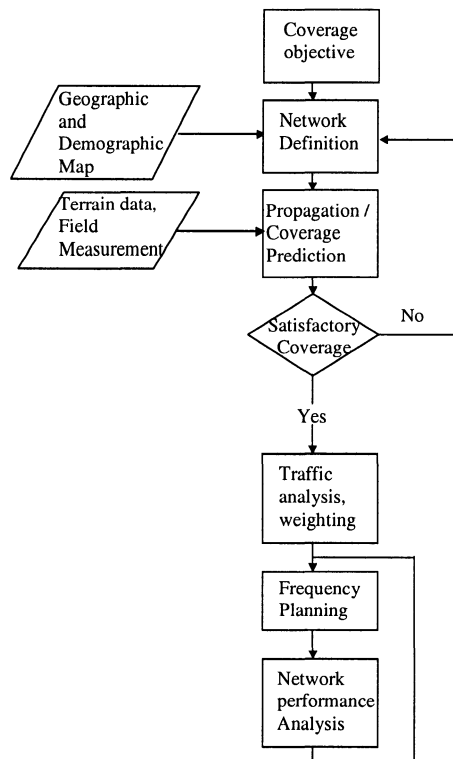 Coverage
objective
Geographic
and
Demographic
Map
Network
Definition
Terrain data,
Field
Measurement
Propagation /
Coverage
Prediction
Satisfactory
Coverage
No
Yes
Traffic
analysis,
weighting
Frequency
Planning
Network
performance
Analysis